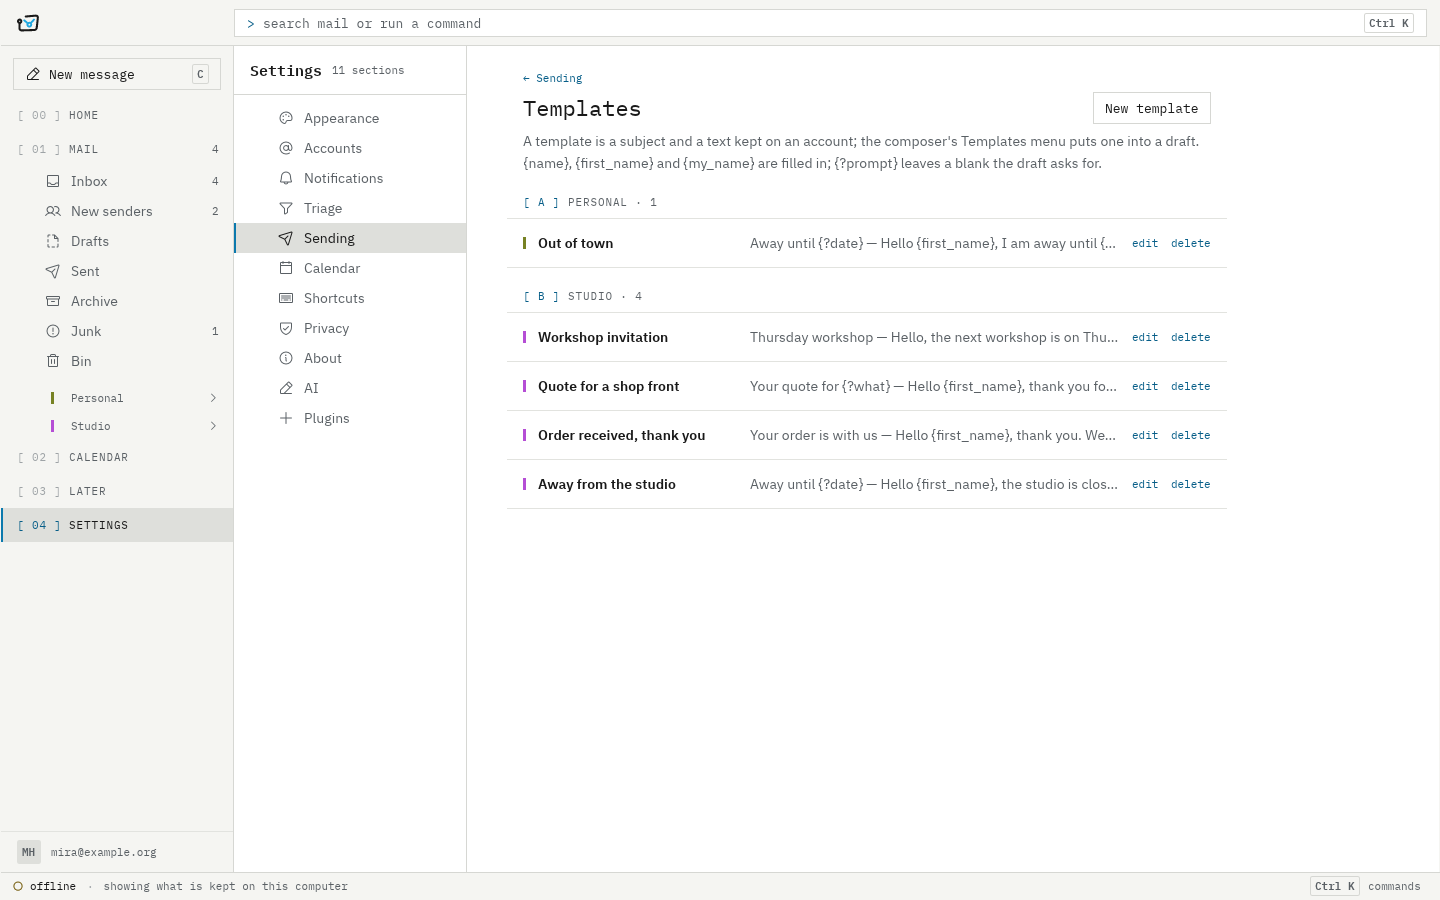 > search mail or run a command Ctrl K
New message C
[ 00 ] HOME
[ 01 ] MAIL 4
Inbox 4
New senders 2
Drafts
Sent
Archive
Junk 1
Bin
Personal
Studio
[ 02 ] CALENDAR
[ 03 ] LATER
[ 04 ] SETTINGS
MH mira@example.org
Settings 11 sections
Appearance
Accounts
Notifications
Triage
Sending
Calendar
Shortcuts
Privacy
About
AI
Plugins
← Sending
Templates
New template
A template is a subject and a text kept on an account; the composer's Templates menu puts one into a draft.
{name}, {first_name} and {my_name} are filled in; {?prompt} leaves a blank the draft asks for.
[ A ] PERSONAL · 1
Out of town Away until {?date} — Hello {first_name}, I am away until {... edit delete
[ B ] STUDIO · 4
Workshop invitation Thursday workshop — Hello, the next workshop is on Thu... edit delete
Quote for a shop front Your quote for {?what} — Hello {first_name}, thank you fo... edit delete
Order received, thank you Your order is with us — Hello {first_name}, thank you. We... edit delete
Away from the studio Away until {?date} — Hello {first_name}, the studio is clos... edit delete
offline · showing what is kept on this computer
Ctrl K commands